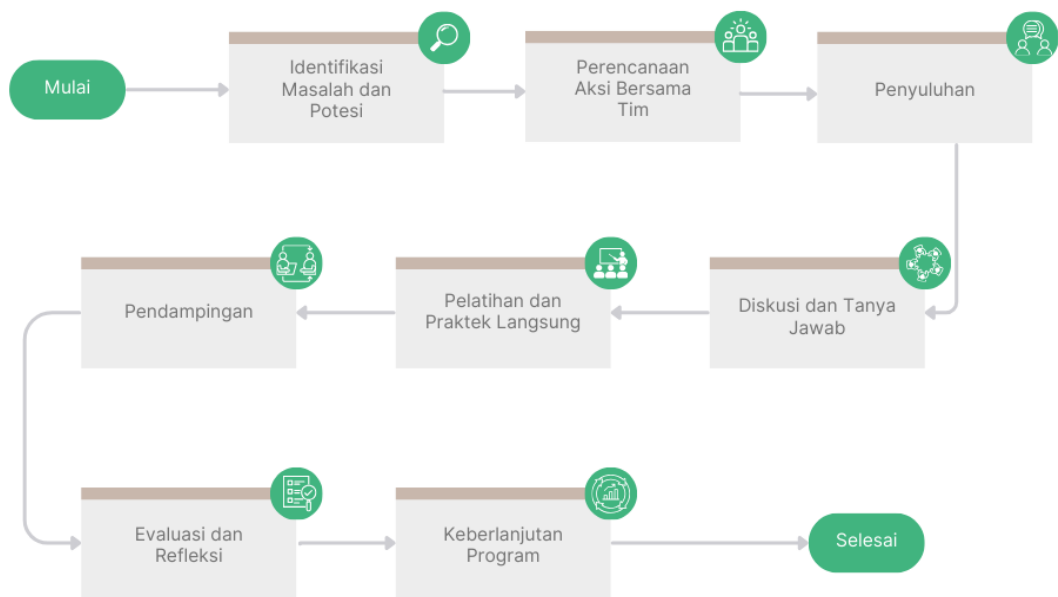 Mulai
Identifikasi
Masalah dan
Potesi
Perencanaan
Aksi Bersama
Tim
Penyuluhan
Diskusi dan Tanya
Jawab
Pelatihan dan
Praktek Langsung
Pendampingan
Evaluasi dan
Refleksi
Keberlanjutan
Program
Selesai